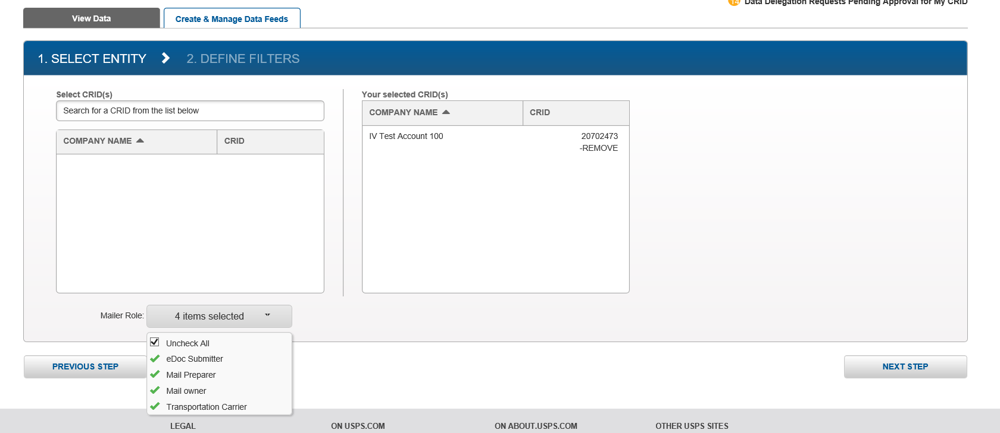 14 Data Delegation Requests Pending Approval for My CRID
View Data
Create & Manage Data Feeds
1. SELECT ENTITY
2. DEFINE FILTERS
Select CRID(s)
Search for a CRID from the list below
COMPANY NAME
CRID
Your selected CRID(s)
COMPANY NAME
CRID
IV Test Account 100
20702473
-REMOVE
Mailer Role:
4 items selected
Uncheck All
eDoc Submitter
Mail Preparer
Mail owner
Transportation Carrier
PREVIOUS STEP
NEXT STEP
LEGAL
ON USPS.COM
ON ABOUT.USPS.COM
OTHER USPS SITES